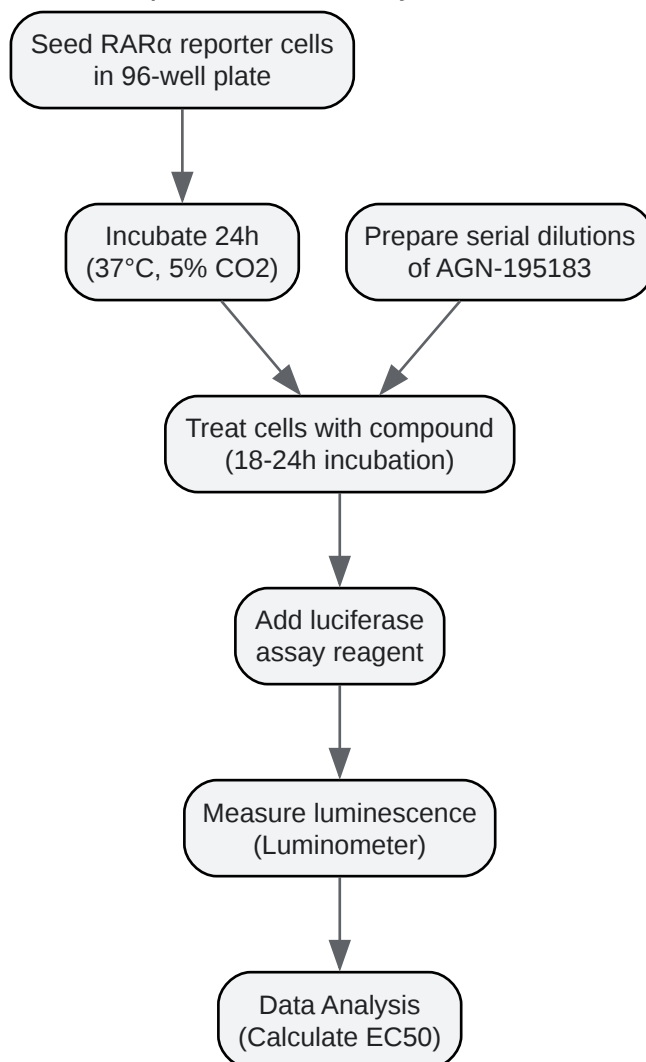 Seed RARα reporter cells
in 96-well plate
Incubate 24h
(37°C, 5% CO2)
Prepare serial dilutions
of AGN-195183
Treat cells with compound
(18-24h incubation)
Add luciferase
assay reagent
Measure luminescence
(Luminometer)
Data Analysis
(Calculate EC50)